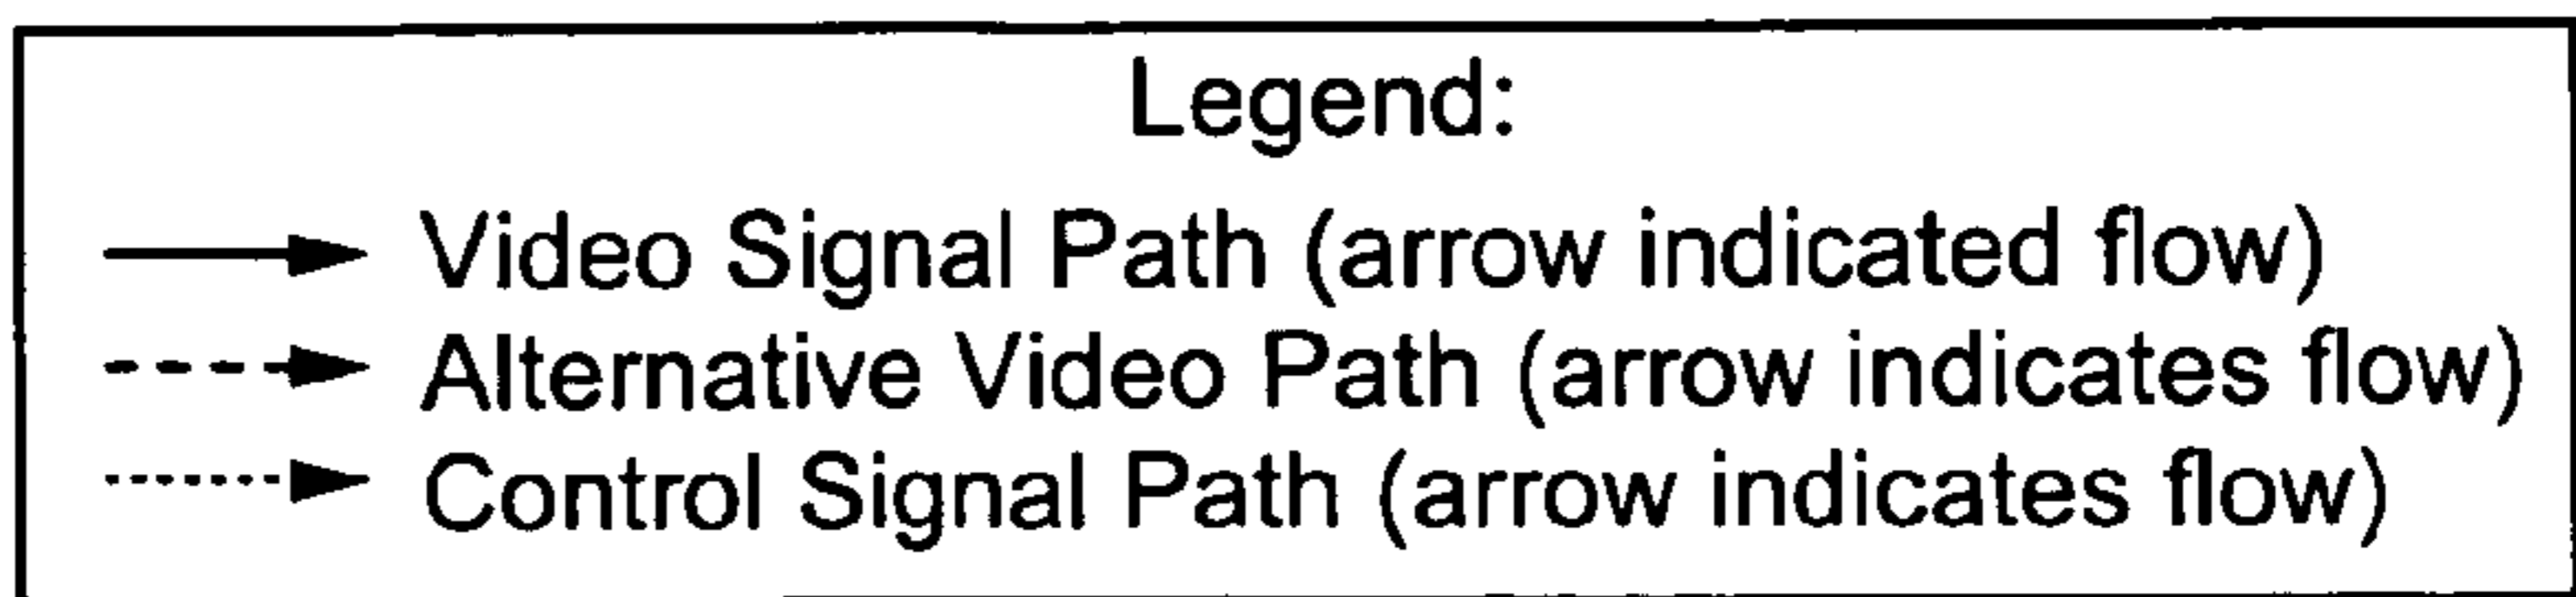 Legend:
Video Signal Path (arrow indicated flow)
Alternative Video Path (arrow indicates flow)
Control Signal Path (arrow indicates flow)